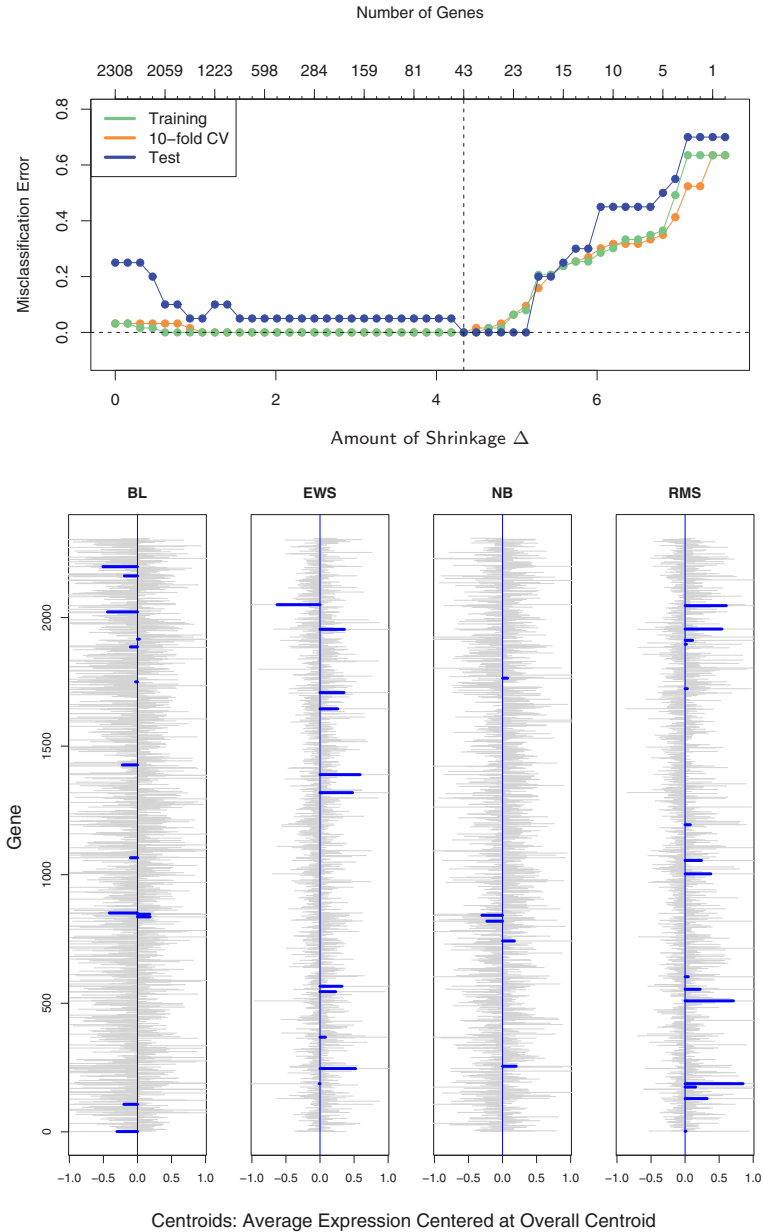 Number of Genes
2308 2059 1223 598 284 159 81 43 23 15 10 5 1
Training
10−fold CV
Test
Misclassification Error
0.8
0.6
0.4
0.2
0.0
0 2 4 6
Amount of Shrinkage Δ
BL EWS NB RMS
Gene
2000
1500
1000
500
0
−1.0 −0.5 0.0 0.5 1.0 −1.0 −0.5 0.0 0.5 1.0 −1.0 −0.5 0.0 0.5 1.0 −1.0 −0.5 0.0 0.5 1.0
Centroids: Average Expression Centered at Overall Centroid